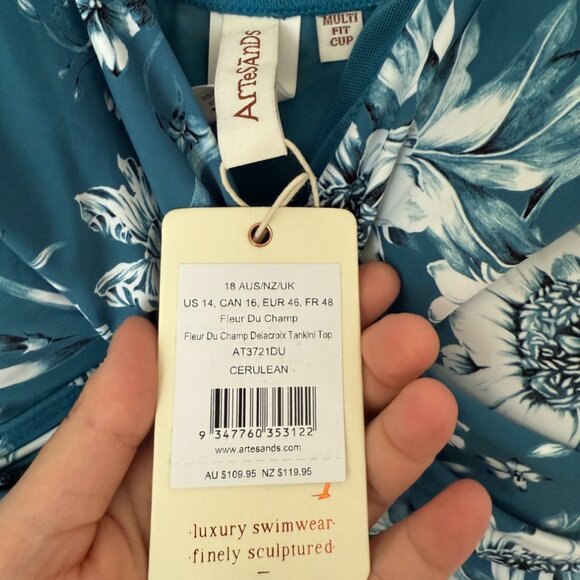 ARTESANDS
MULTI
FIT
CUP
18 AUS/NZ/UK
US 14, CAN 16, EUR 46, FR 48
Fleur Du Champ
Fleur Du Champ Delacroix Tankini Top
AT3721DU
CERULEAN
9 347760 353122
www.artesands.com
AU $109.95 NZ $119.95
·luxury swimwear·
finely sculptured